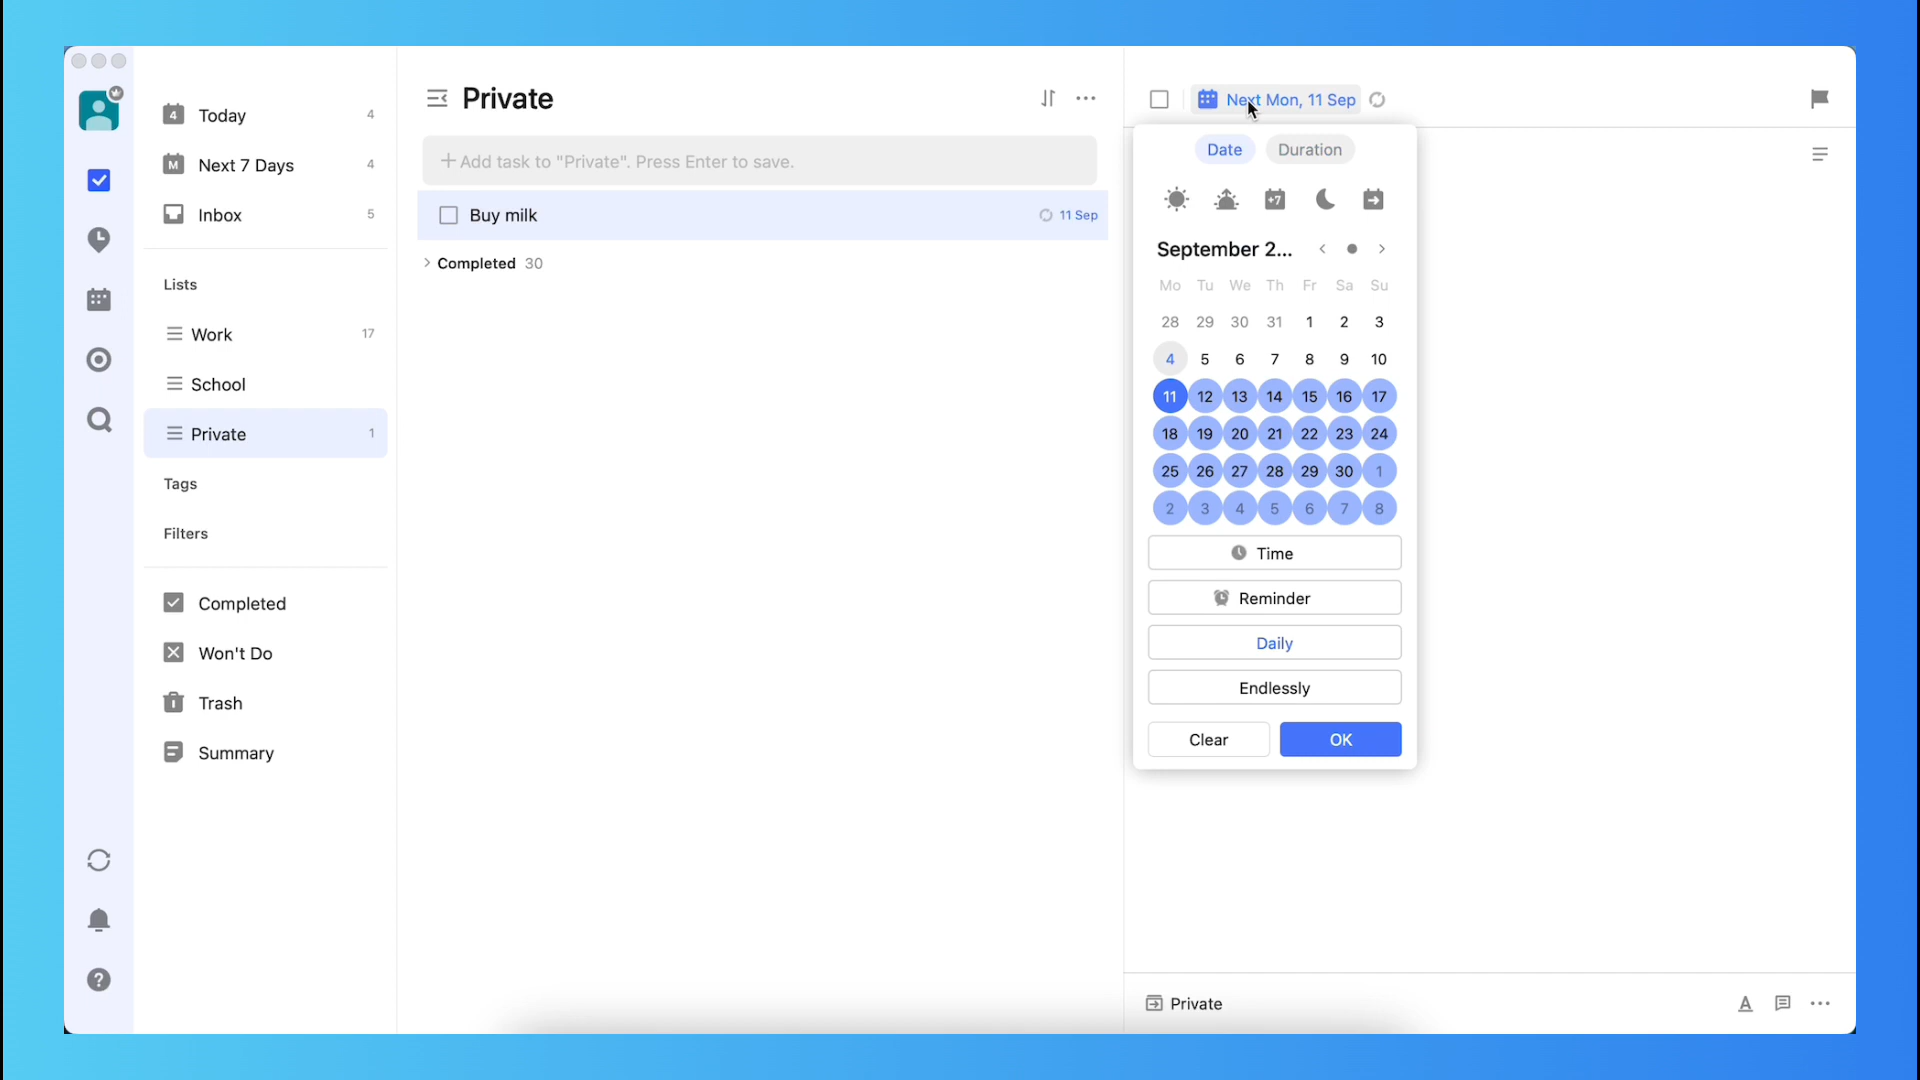 Today 4
Next 7 Days 4
Inbox 5
Lists
Work 17
School
Private 1
Tags
Filters
Completed
Won't Do
Trash
Summary
Private
Add task to "Private". Press Enter to save.
Buy milk 11 Sep
Completed 30
Next Mon, 11 Sep
Date Duration
+7
September 2...
Mo Tu We Th Fr Sa Su
28 29 30 31 1 2 3
4 5 6 7 8 9 10
11 12 13 14 15 16 17
18 19 20 21 22 23 24
25 26 27 28 29 30 1
2 3 4 5 6 7 8
Time
Reminder
Daily
Endlessly
Clear OK
Private